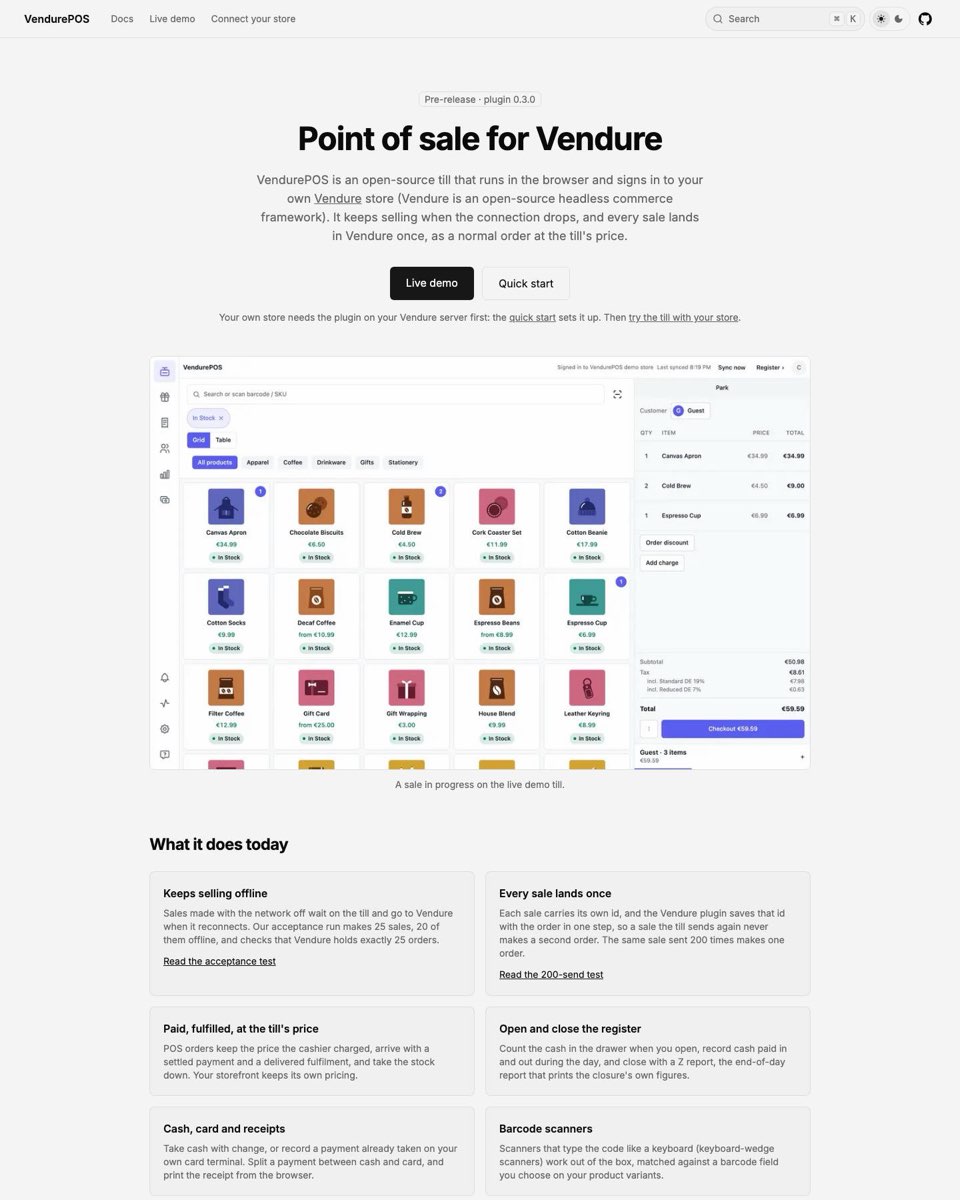 VendurePOS
Docs
Live demo
Connect your store
Search
⌘ K
Pre-release · plugin 0.3.0
Point of sale for Vendure
VendurePOS is an open-source till that runs in the browser and signs in to your
own Vendure store (Vendure is an open-source headless commerce
framework). It keeps selling when the connection drops, and every sale lands
in Vendure once, as a normal order at the till's price.
Live demo
Quick start
Your own store needs the plugin on your Vendure server first: the quick start sets it up. Then try the till with your store.
VendurePOS
Signed in to VendurePOS demo store Last synced 8:19 PM Sync now Register ›
C
Search or scan barcode / SKU
In Stock ×
Grid
Table
All products
Apparel
Coffee
Drinkware
Gifts
Stationery
1
Canvas Apron
€34.99
In Stock
Chocolate Biscuits
€6.50
In Stock
2
Cold Brew
€4.50
In Stock
Cork Coaster Set
€11.99
In Stock
Cotton Beanie
€17.99
In Stock
Cotton Socks
€9.99
In Stock
Decaf Coffee
from €10.99
In Stock
Enamel Cup
€12.99
In Stock
Espresso Beans
from €8.99
In Stock
1
Espresso Cup
€6.99
In Stock
Filter Coffee
€12.99
In Stock
Gift Card
from €25.00
In Stock
Gift Wrapping
€3.00
In Stock
House Blend
€9.99
In Stock
Leather Keyring
€8.99
In Stock
Park
Customer
G Guest
QTY ITEM PRICE TOTAL
1 Canvas Apron €34.99 €34.99
2 Cold Brew €4.50 €9.00
1 Espresso Cup €6.99 €6.99
Order discount
Add charge
Subtotal €50.98
Tax €8.61
incl. Standard DE 19% €7.98
incl. Reduced DE 7% €0.63
Total €59.59
Checkout €59.59
Guest · 3 items
€59.59
+
A sale in progress on the live demo till.
What it does today
Keeps selling offline
Sales made with the network off wait on the till and go to Vendure
when it reconnects. Our acceptance run makes 25 sales, 20 of
them offline, and checks that Vendure holds exactly 25 orders.
Read the acceptance test
Every sale lands once
Each sale carries its own id, and the Vendure plugin saves that id
with the order in one step, so a sale the till sends again never
makes a second order. The same sale sent 200 times makes one
order.
Read the 200-send test
Paid, fulfilled, at the till's price
POS orders keep the price the cashier charged, arrive with a
settled payment and a delivered fulfilment, and take the stock
down. Your storefront keeps its own pricing.
Open and close the register
Count the cash in the drawer when you open, record cash paid in
and out during the day, and close with a Z report, the end-of-day
report that prints the closure's own figures.
Cash, card and receipts
Take cash with change, or record a payment already taken on your
own card terminal. Split a payment between cash and card, and
print the receipt from the browser.
Barcode scanners
Scanners that type the code like a keyboard (keyboard-wedge
scanners) work out of the box, matched against a barcode field
you choose on your product variants.